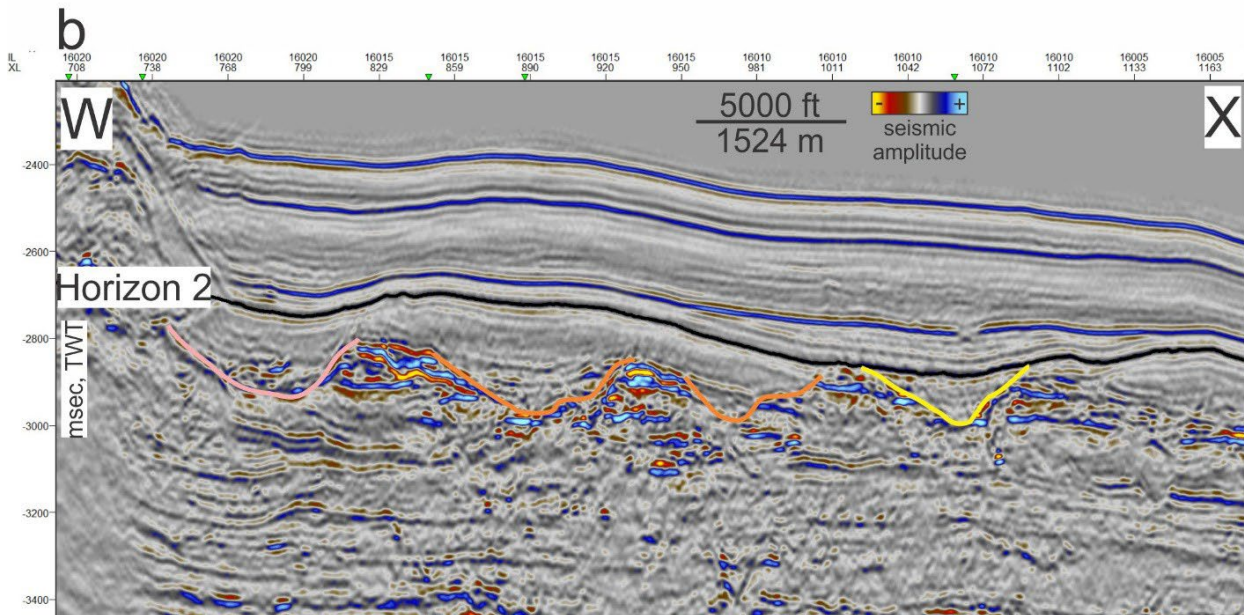 b
IL 16020 16020 16020 16020 16015 16015 16015 16015 16015 16010 16010 16010 16010 16010 16005 16005
XL 708 738 768 799 829 859 890 920 950 981 1011 1042 1072 1102 1133 1163
W
5000 ft
1524 m
- +
seismic
amplitude
X
-2400
-2600
Horizon 2
-2800
msec, TWT
-3000
-3200
-3400